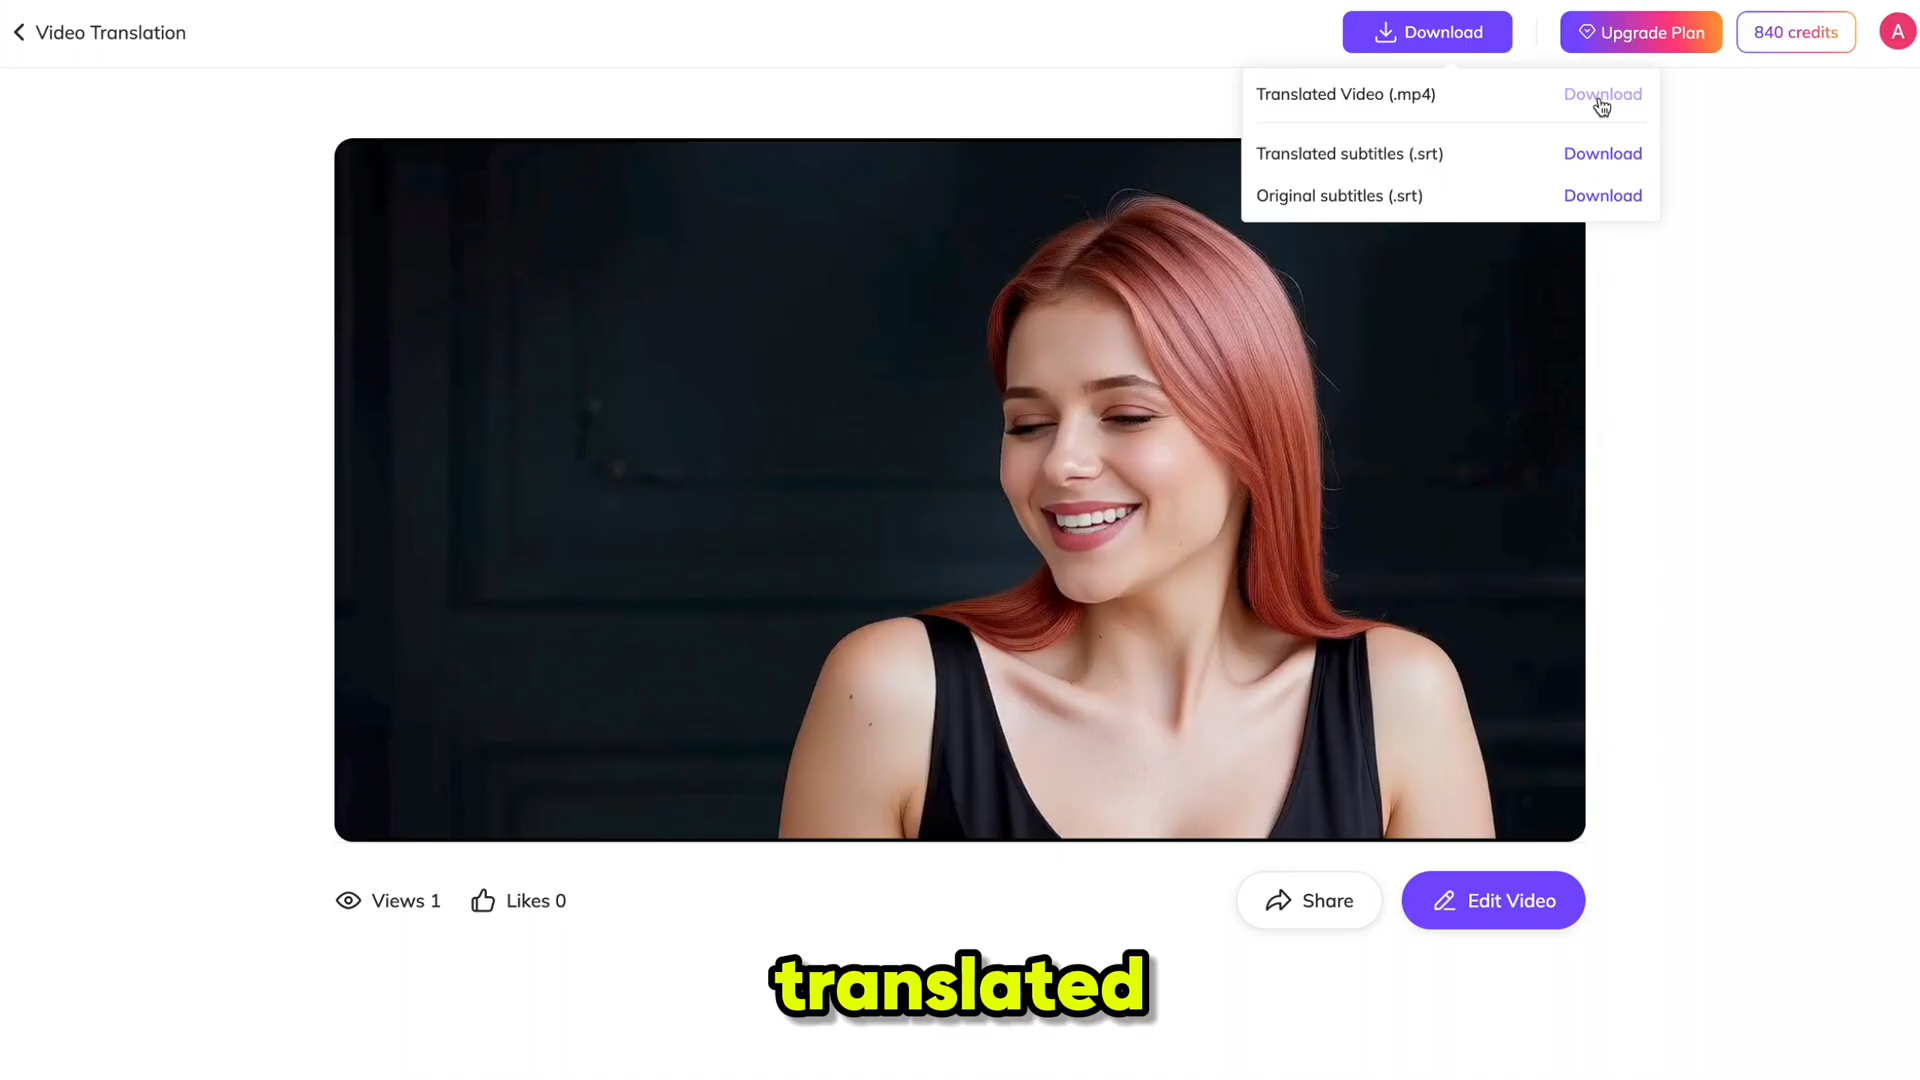 Video Translation
Download
Upgrade Plan
840 credits
A
Translated Video (.mp4) Download
Translated subtitles (.srt) Download
Original subtitles (.srt) Download
Views 1
Likes 0
Share
Edit Video
translated